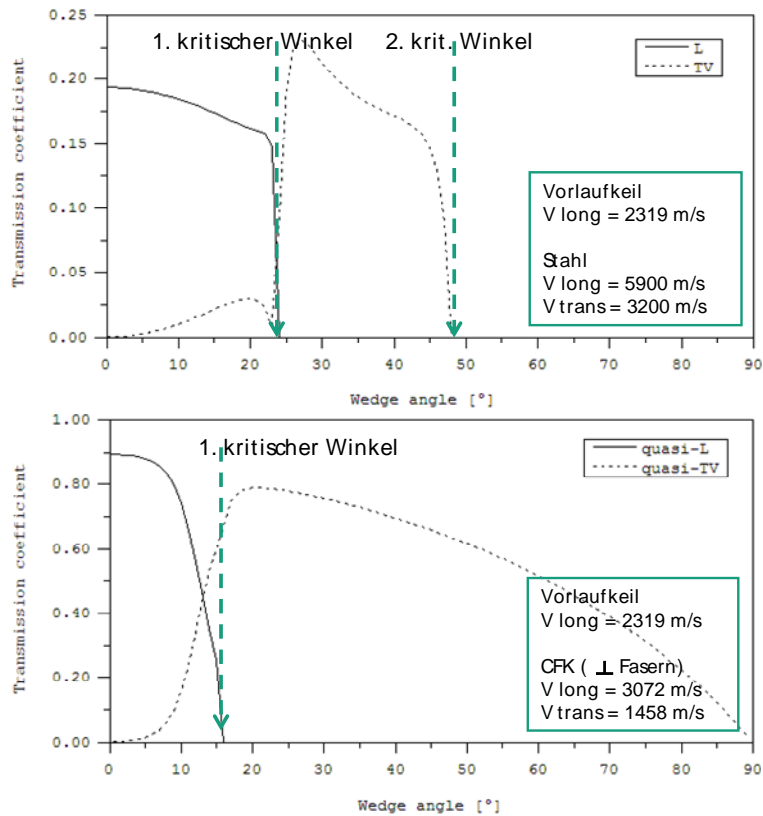 0.25
0.20
0.15
0.10
0.05
0.00
Transmission coefficient
1. kritischer Winkel
2. krit. Winkel
L
TV
Vorlaufkeil
V long = 2319 m/s
Stahl
V long = 5900 m/s
V trans = 3200 m/s
0 10 20 30 40 50 60 70 80 90
Wedge angle [°]
1.00
0.80
0.60
0.40
0.20
0.00
Transmission coefficient
1. kritischer Winkel
quasi-L
quasi-TV
Vorlaufkeil
V long = 2319 m/s
CFK ( ⊥ Fasern)
V long = 3072 m/s
V trans = 1458 m/s
0 10 20 30 40 50 60 70 80 90
Wedge angle [°]